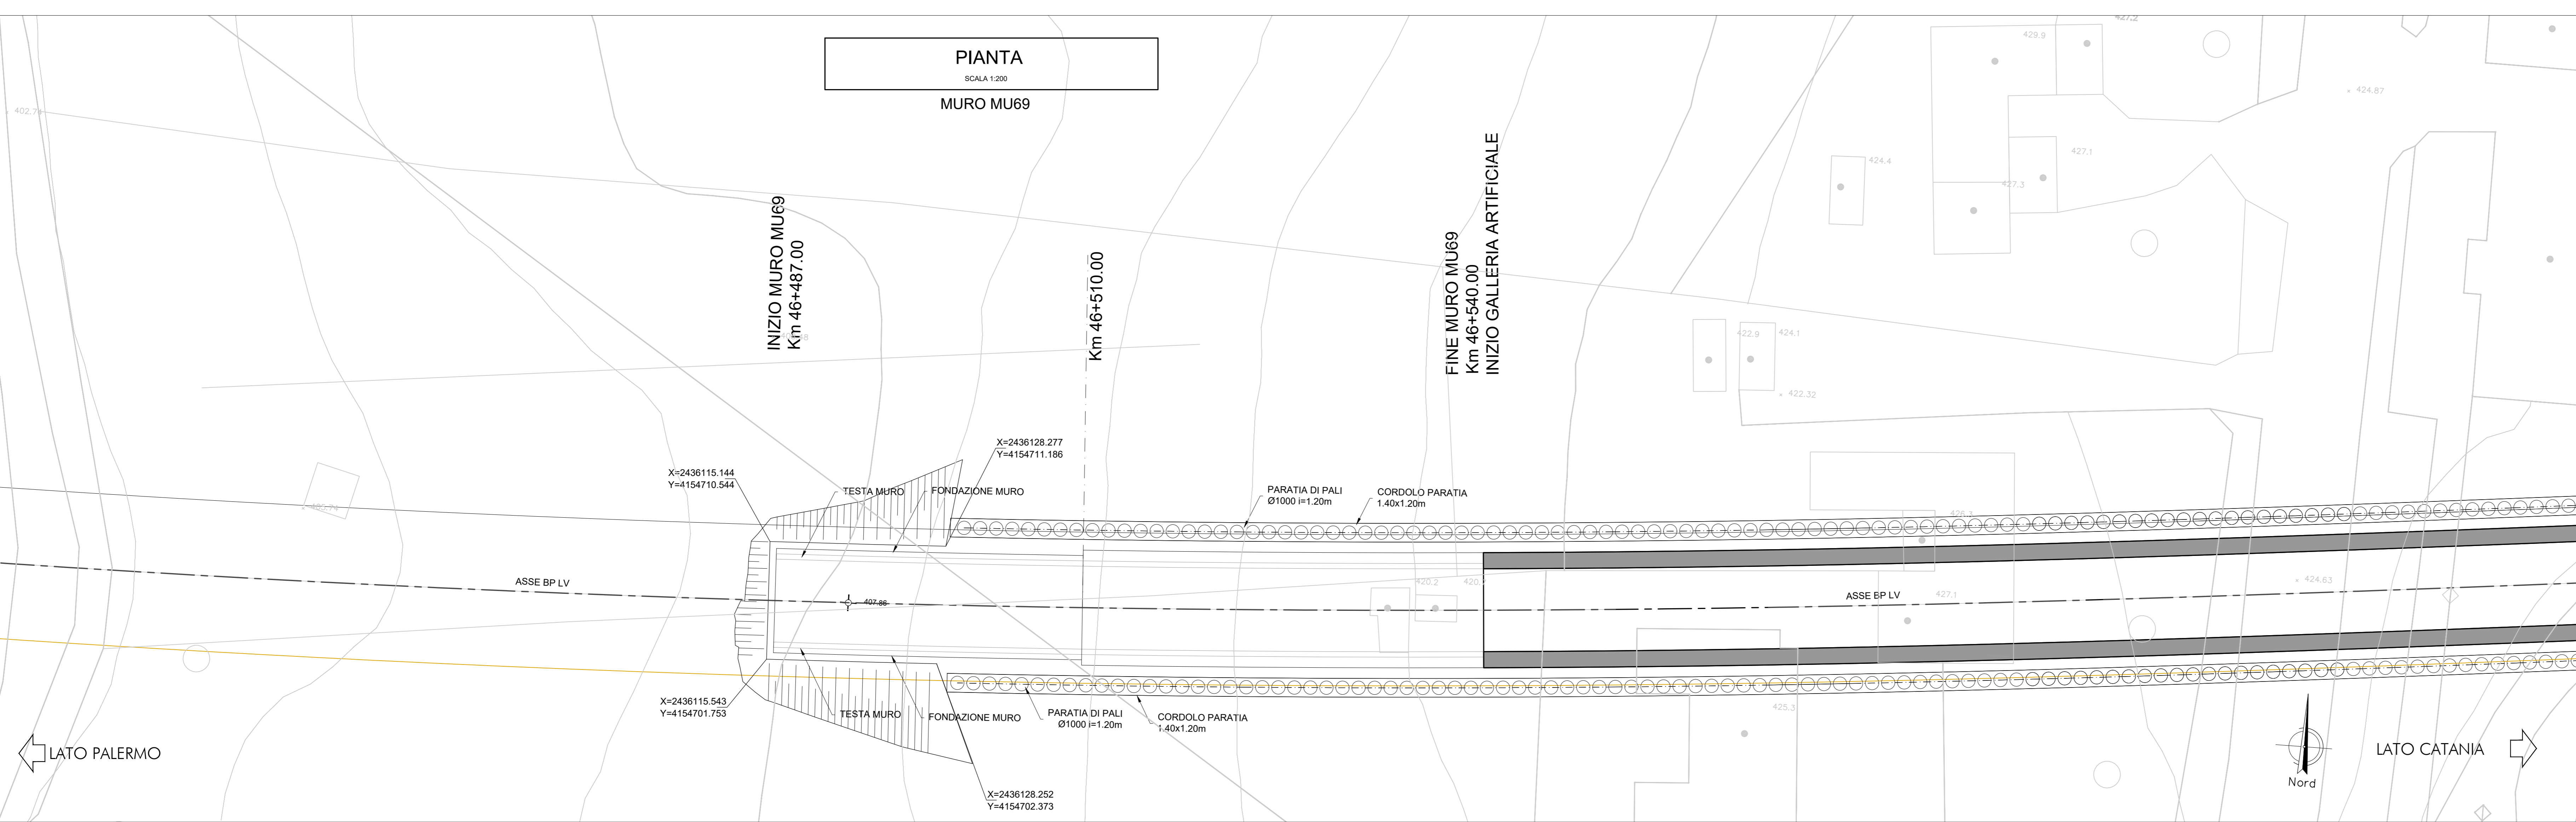 PIANTA
SCALA 1:200
MURO MU69
427.2
429.9
402.74
424.87
424.4
427.1
427.3
INIZIO MURO MU69
Km 46+487.00
Km 46+510.00
FINE MURO MU69
Km 46+540.00
INIZIO GALLERIA ARTIFICIALE
422.9
424.1
422.32
X=2436128.277
Y=4154711.186
X=2436115.144
Y=4154710.544
TESTA MURO
FONDAZIONE MURO
PARATIA DI PALI
Ø1000 i=1.20m
CORDOLO PARATIA
1.40x1.20m
426.3
ASSE BP LV
420.2
424.63
407.86
ASSE BP LV
427.1
X=2436115.543
Y=4154701.753
TESTA MURO
FONDAZIONE MURO
PARATIA DI PALI
Ø1000 i=1.20m
CORDOLO PARATIA
1.40x1.20m
425.3
LATO PALERMO
LATO CATANIA
Nord
X=2436128.252
Y=4154702.373